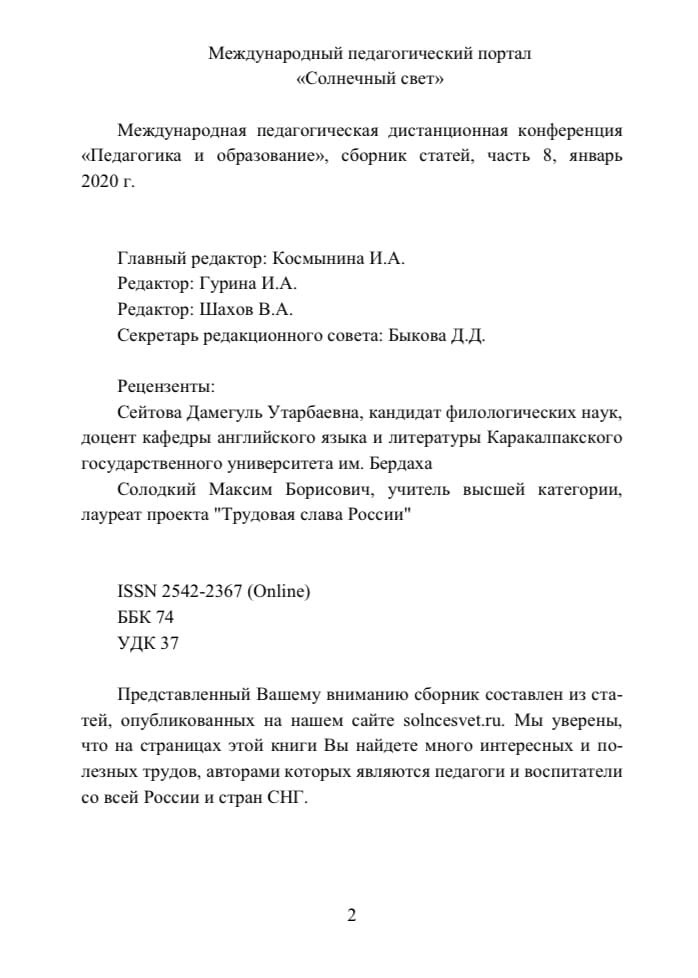 Международный педагогический портал
«Солнечный свет»
Международная педагогическая дистанционная конференция
«Педагогика и образование», сборник статей, часть 8, январь
2020 г.
Главный редактор: Космынина И.А.
Редактор: Гурина И.А.
Редактор: Шахов В.А.
Секретарь редакционного совета: Быкова Д.Д.
Рецензенты:
Сейтова Дамегуль Утарбаевна, кандидат филологических наук,
доцент кафедры английского языка и литературы Каракалпакского
государственного университета им. Бердаха
Солодкий Максим Борисович, учитель высшей категории,
лауреат проекта "Трудовая слава России"
ISSN 2542-2367 (Online)
ББК 74
УДК 37
Представленный Вашему вниманию сборник составлен из ста-
тей, опубликованных на нашем сайте solncesvet.ru. Мы уверены,
что на страницах этой книги Вы найдете много интересных и по-
лезных трудов, авторами которых являются педагоги и воспитатели
со всей России и стран СНГ.
2